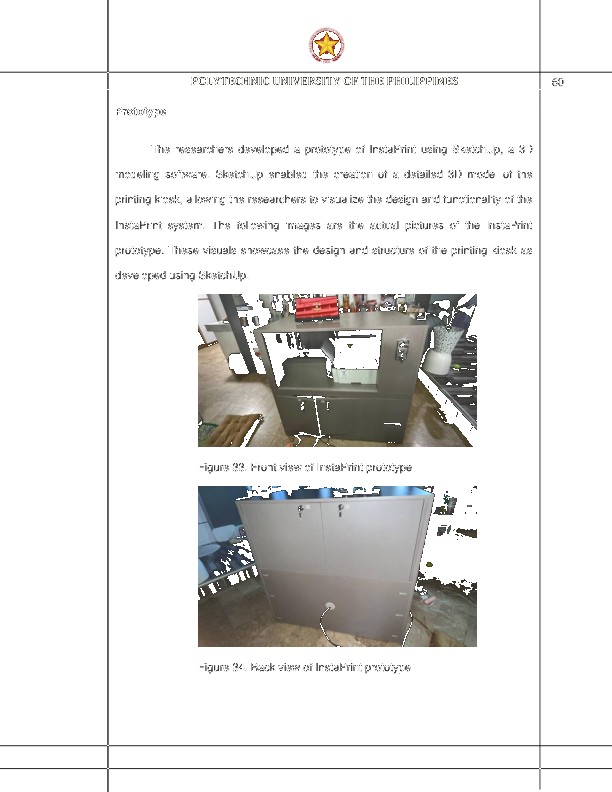 POLYTECHNIC UNIVERSITY OF THE PHILIPPINES
60
Prototype
The researchers developed a prototype of InstaPrint using SketchUp, a 3D
modeling software. SketchUp enabled the creation of a detailed 3D model of the
printing kiosk, allowing the researchers to visualize the design and functionality of the
InstaPrint system. The following images are the actual pictures of the InstaPrint
prototype. These visuals showcase the design and structure of the printing kiosk as
developed using SketchUp.
Figure 33. Front view of InstaPrint prototype
Figure 34. Back view of InstaPrint prototype